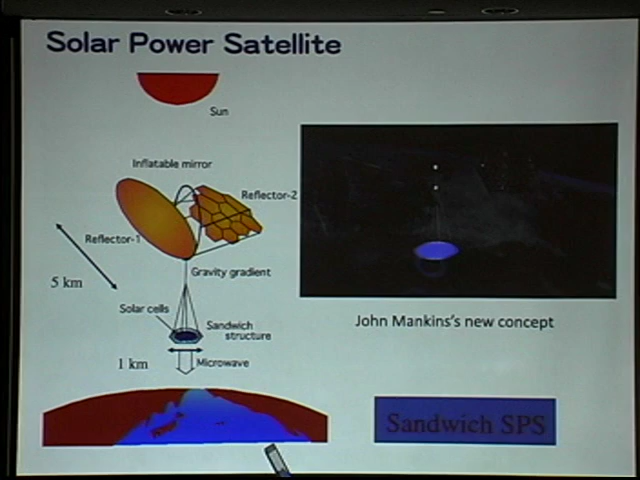 Solar Power Satellite
Sun
Inflatable mirror
Reflector-2
Reflector-1
5 km
Gravity gradient
Solar cells
Sandwich
structure
1 km
Microwave
John Mankins's new concept
Sandwich SPS